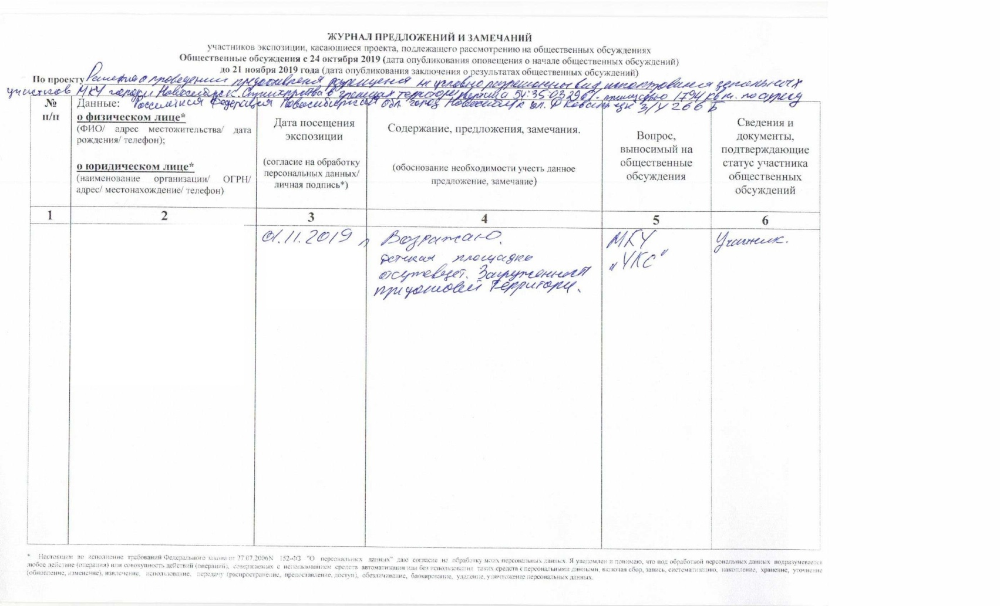 ЖУРНАЛ ПРЕДЛОЖЕНИЙ И ЗАМЕЧАНИЙ
участников экспозиции, касающиеся проекта, подлежащего рассмотрению на общественных обсуждениях
Общественные обсуждения с 24 октября 2019 (дата опубликования оповещения о начале общественных обсуждений)
до 21 ноября 2019 года (дата опубликования заключения о результатах общественных обсуждений)
По проекту Решения о проведении предоставления разрешения на условно разрешенный вид использования земельных
участков МКУ города Новосибирск Строительства в границах территории 54:35:03 площадью 1794 кв м. по адресу
Российская Федерация Новосибирская обл. город Новосибирск ул. Д Ковальчук з/у 266 Б
№
п/п
Данные:
о физическом лице*
(ФИО/ адрес местожительства/ дата
рождения/ телефон);
о юридическом лице*
(наименование организации/ ОГРН/
адрес/ местонахождение/ телефон)
Дата посещения
экспозиции
(согласие на обработку
персональных данных/
личная подпись*)
Содержание, предложения, замечания.
(обоснование необходимости учесть данное
предложение, замечание)
Вопрос,
выносимый на
общественные
обсуждения
Сведения и
документы,
подтверждающие
статус участника
общественных
обсуждений
1 2 3 4 5 6
01.11.2019 г
Возражаю.
детская площадка
отсутствует. Загруженность
придомовой территории.
МКУ
„УКС"
Участник.
* Настоящим во исполнение требований Федерального закона от 27.07.2006N 152-ФЗ "О персональных данных" даю согласие на обработку моих персональных данных. Я уведомлен и понимаю, что под обработкой персональных данных подразумевается
любое действие (операция) или совокупность действий (операций), совершаемых с использованием средств автоматизации или без использования таких средств с персональными данными, включая сбор, запись, систематизацию, накопление, хранение, уточнение
(обновление, изменение), извлечение, использование, передачу (распространение, предоставление, доступ), обезличивание, блокирование, удаление, уничтожение персональных данных.